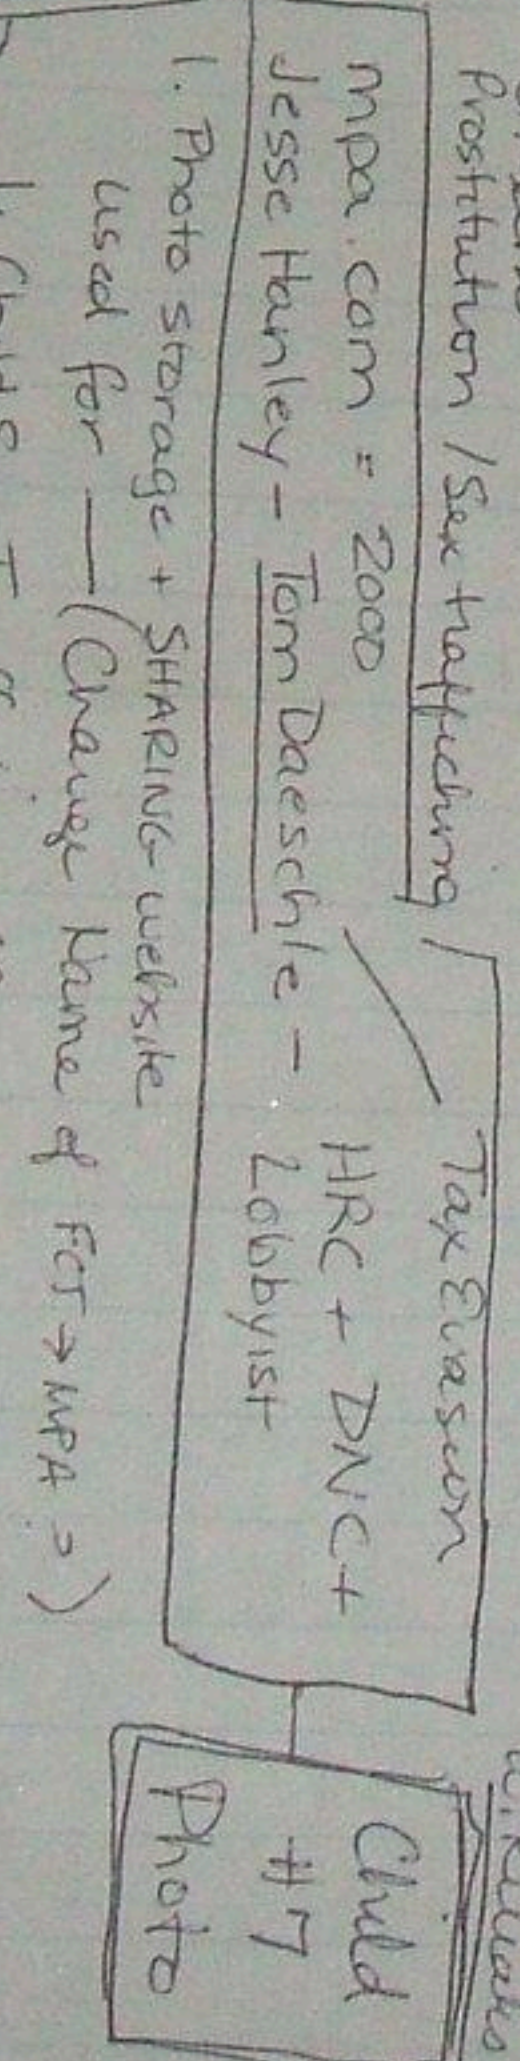 Prostitution / Sex trafficking
Tax Evasion
mpa.com = 2000
HRC + DNC +
Jesse Hanley - Tom Daeschle - Lobbyist
1. Photo storage + SHARING website
used for — (Change Name of FCT → MPA :)
Child
#7
Photo